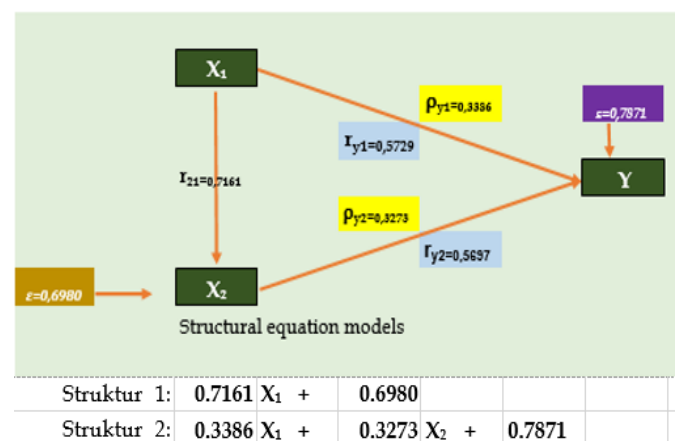 X₁
ρy1=0,3386
ε=0,7871
ry1=0,5729
Y
r21=0,7161
ρy2=0,3273
ry2=0,5697
X₂
ε=0,6980
Structural equation models
Struktur 1: 0.7161 X₁ + 0.6980
Struktur 2: 0.3386 X₁ + 0.3273 X₂ + 0.7871